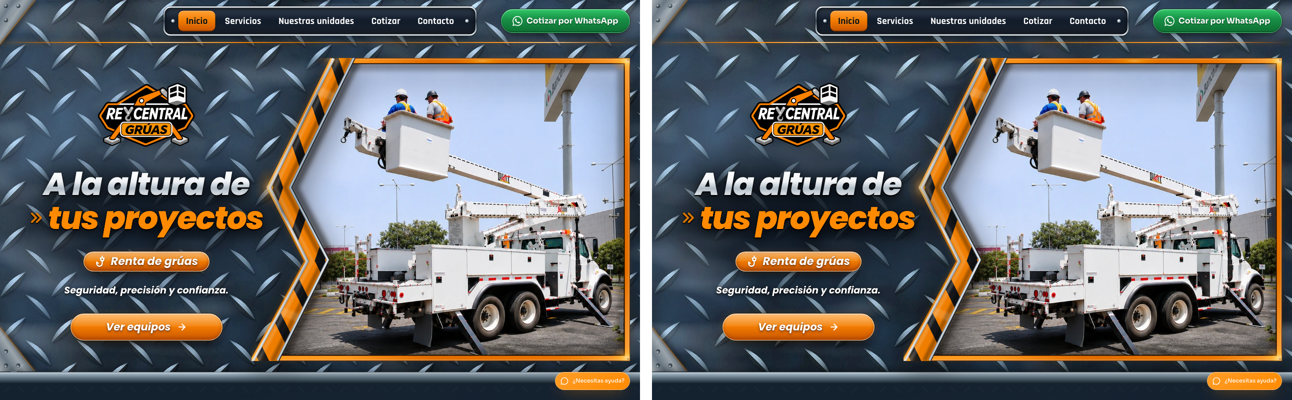 Inicio Servicios Nuestras unidades Cotizar Contacto Cotizar por WhatsApp
REY CENTRAL
GRÚAS
A la altura de
» tus proyectos
Renta de grúas
Seguridad, precisión y confianza.
Ver equipos →
¿Necesitas ayuda?
Inicio Servicios Nuestras unidades Cotizar Contacto Cotizar por WhatsApp
REY CENTRAL
GRÚAS
A la altura de
» tus proyectos
Renta de grúas
Seguridad, precisión y confianza.
Ver equipos →
¿Necesitas ayuda?